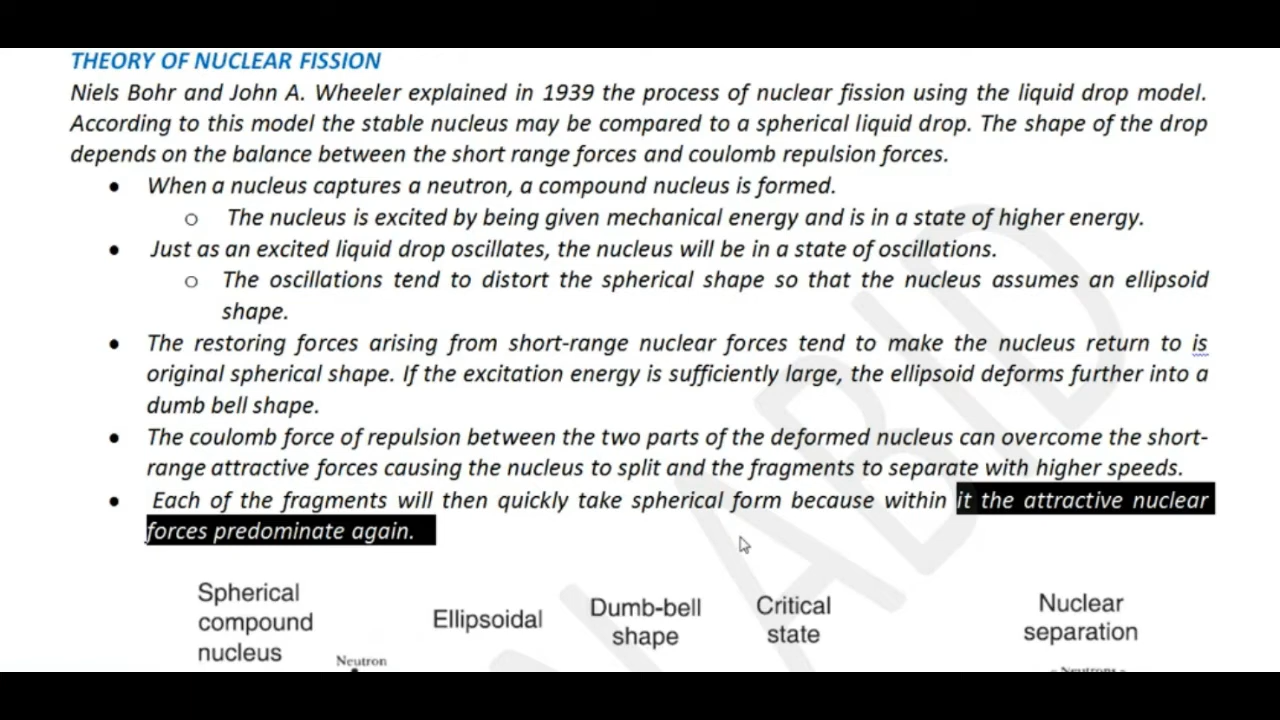 THEORY OF NUCLEAR FISSION
Niels Bohr and John A. Wheeler explained in 1939 the process of nuclear fission using the liquid drop model.
According to this model the stable nucleus may be compared to a spherical liquid drop. The shape of the drop
depends on the balance between the short range forces and coulomb repulsion forces.
• When a nucleus captures a neutron, a compound nucleus is formed.
o The nucleus is excited by being given mechanical energy and is in a state of higher energy.
• Just as an excited liquid drop oscillates, the nucleus will be in a state of oscillations.
o The oscillations tend to distort the spherical shape so that the nucleus assumes an ellipsoid
shape.
• The restoring forces arising from short-range nuclear forces tend to make the nucleus return to is
original spherical shape. If the excitation energy is sufficiently large, the ellipsoid deforms further into a
dumb bell shape.
• The coulomb force of repulsion between the two parts of the deformed nucleus can overcome the short-
range attractive forces causing the nucleus to split and the fragments to separate with higher speeds.
• Each of the fragments will then quickly take spherical form because within it the attractive nuclear
forces predominate again.
Spherical
compound
nucleus
Ellipsoidal
Dumb-bell
shape
Critical
state
Nuclear
separation
Neutron
Neutrons
N ABID